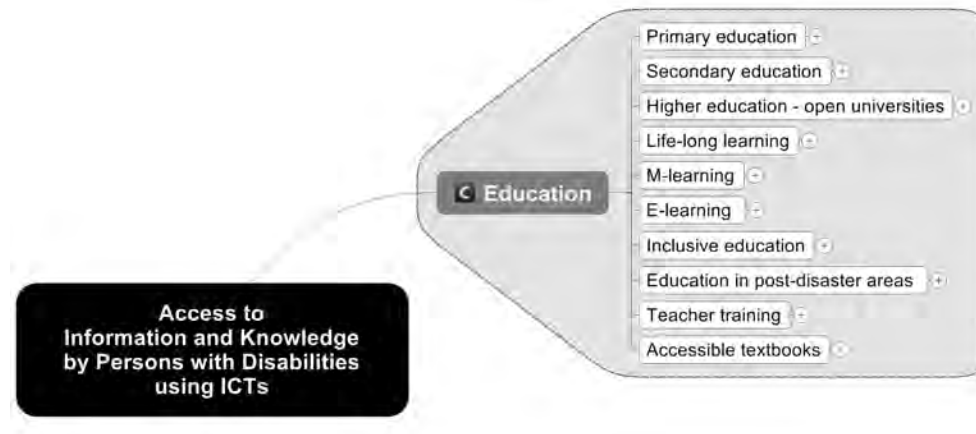 Primary education
Secondary education
Higher education - open universities
Life-long learning
M-learning
C Education
E-learning
Inclusive education
Education in post-disaster areas
Teacher training
Accessible textbooks
Access to
Information and Knowledge
by Persons with Disabilities
using ICTs